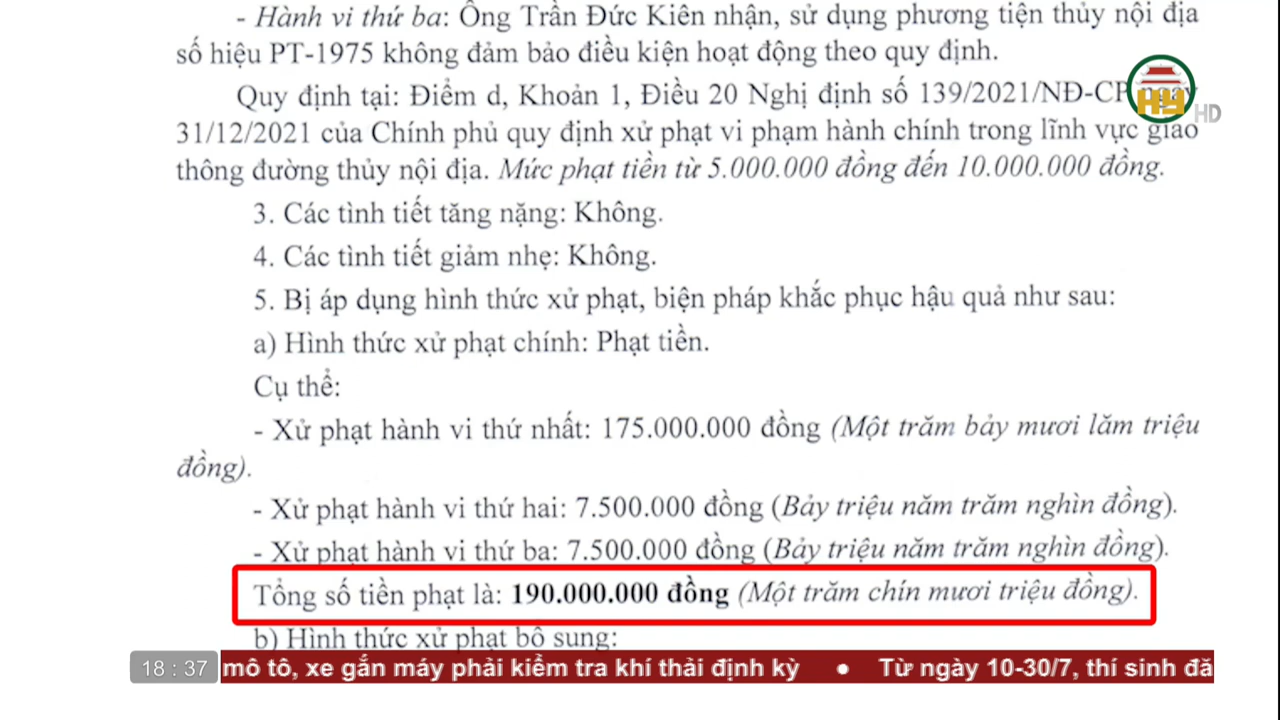 - Hành vi thứ ba: Ông Trần Đức Kiên nhận, sử dụng phương tiện thủy nội địa
số hiệu PT-1975 không đảm bảo điều kiện hoạt động theo quy định.
Quy định tại: Điểm d, Khoản 1, Điều 20 Nghị định số 139/2021/NĐ-CP ngày
31/12/2021 của Chính phủ quy định xử phạt vi phạm hành chính trong lĩnh vực giao
thông đường thủy nội địa. Mức phạt tiền từ 5.000.000 đồng đến 10.000.000 đồng.
HY HD
3. Các tình tiết tăng nặng: Không.
4. Các tình tiết giảm nhẹ: Không.
5. Bị áp dụng hình thức xử phạt, biện pháp khắc phục hậu quả như sau:
a) Hình thức xử phạt chính: Phạt tiền.
Cụ thể:
- Xử phạt hành vi thứ nhất: 175.000.000 đồng (Một trăm bảy mươi lăm triệu
đồng).
- Xử phạt hành vi thứ hai: 7.500.000 đồng (Bảy triệu năm trăm nghìn đồng).
- Xử phạt hành vi thứ ba: 7.500.000 đồng (Bảy triệu năm trăm nghìn đồng).
Tổng số tiền phạt là: 190.000.000 đồng (Một trăm chín mươi triệu đồng).
b) Hình thức xử phạt bổ sung:
18 : 37 mô tô, xe gắn máy phải kiểm tra khí thải định kỳ ● Từ ngày 10-30/7, thí sinh đă